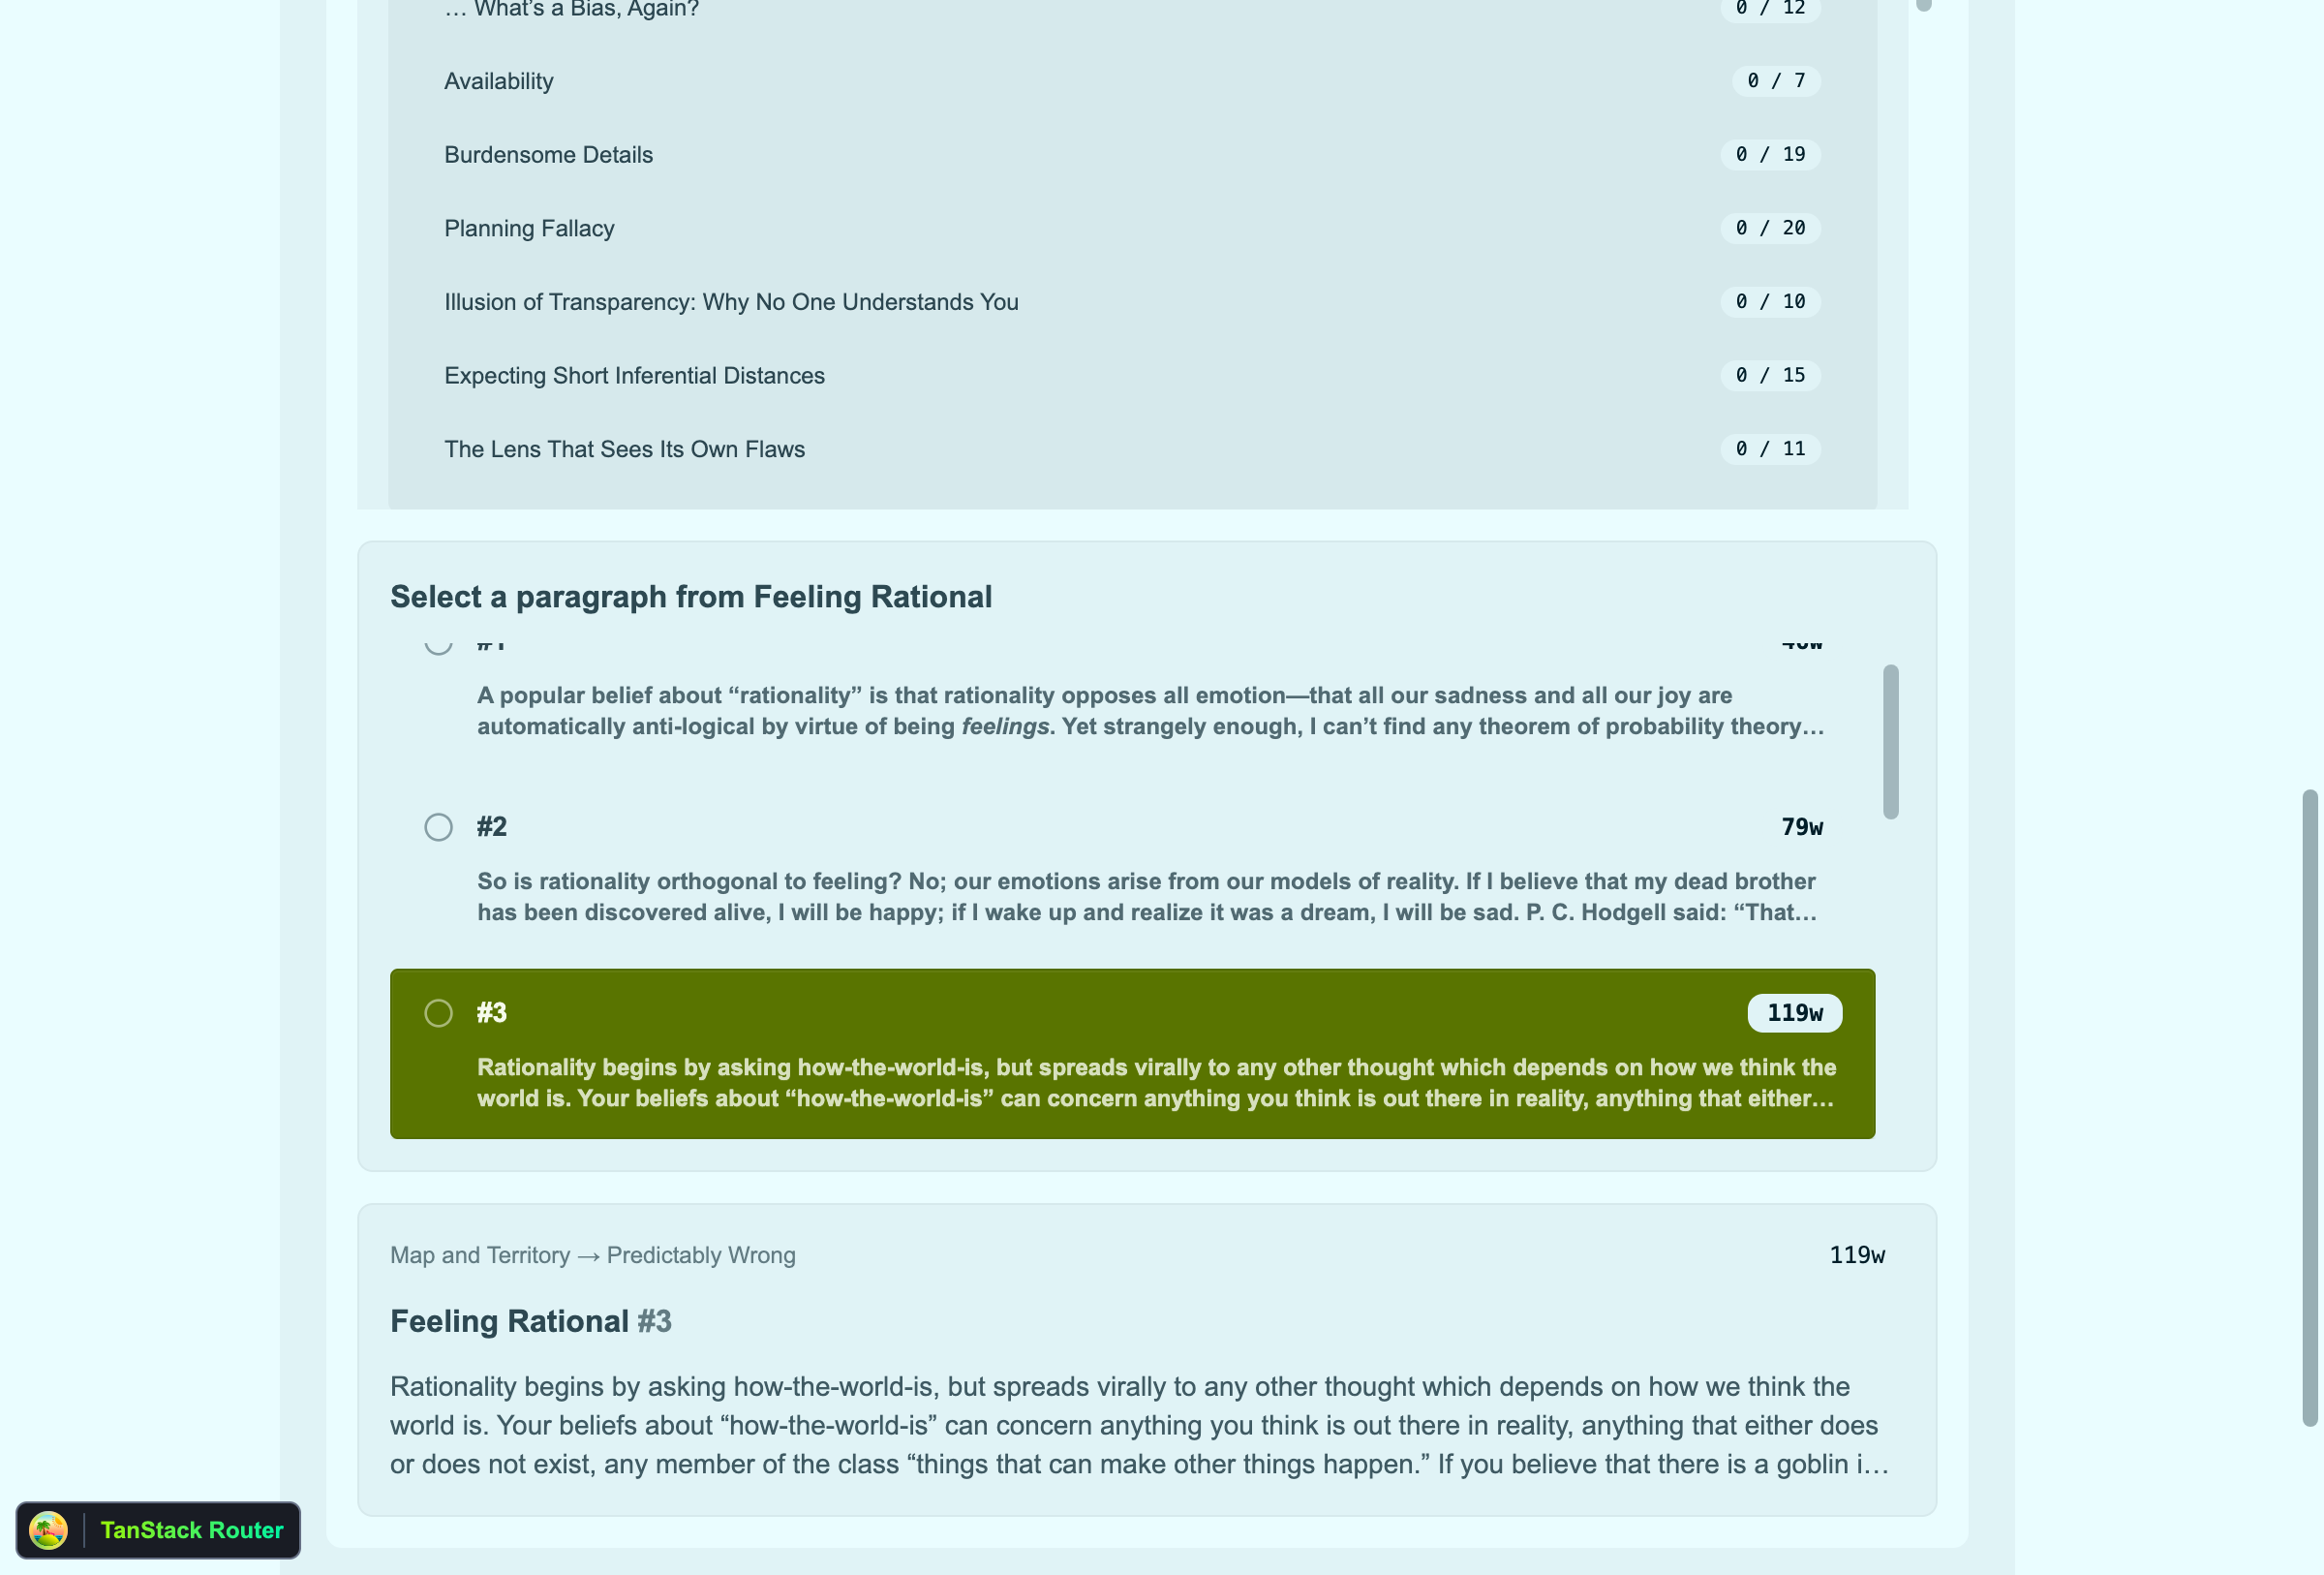 … What’s a Bias, Again? 0 / 12
Availability 0 / 7
Burdensome Details 0 / 19
Planning Fallacy 0 / 20
Illusion of Transparency: Why No One Understands You 0 / 10
Expecting Short Inferential Distances 0 / 15
The Lens That Sees Its Own Flaws 0 / 11
Select a paragraph from Feeling Rational
#1
A popular belief about “rationality” is that rationality opposes all emotion—that all our sadness and all our joy are
automatically anti-logical by virtue of being feelings. Yet strangely enough, I can’t find any theorem of probability theory…
#2 79w
So is rationality orthogonal to feeling? No; our emotions arise from our models of reality. If I believe that my dead brother
has been discovered alive, I will be happy; if I wake up and realize it was a dream, I will be sad. P. C. Hodgell said: “That…
#3 119w
Rationality begins by asking how-the-world-is, but spreads virally to any other thought which depends on how we think the
world is. Your beliefs about “how-the-world-is” can concern anything you think is out there in reality, anything that either…
Map and Territory → Predictably Wrong 119w
Feeling Rational #3
Rationality begins by asking how-the-world-is, but spreads virally to any other thought which depends on how we think the
world is. Your beliefs about “how-the-world-is” can concern anything you think is out there in reality, anything that either does
or does not exist, any member of the class “things that can make other things happen.” If you believe that there is a goblin i…
TanStack Router